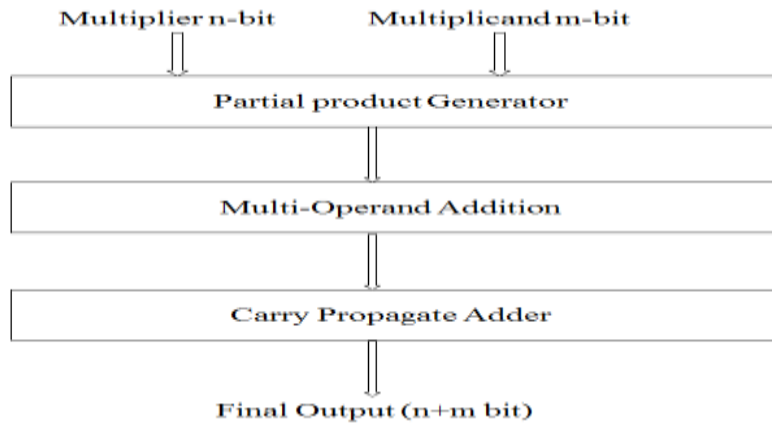 Multiplier n-bit
Multiplicand m-bit
Partial product Generator
Multi-Operand Addition
Carry Propagate Adder
Final Output (n+m bit)